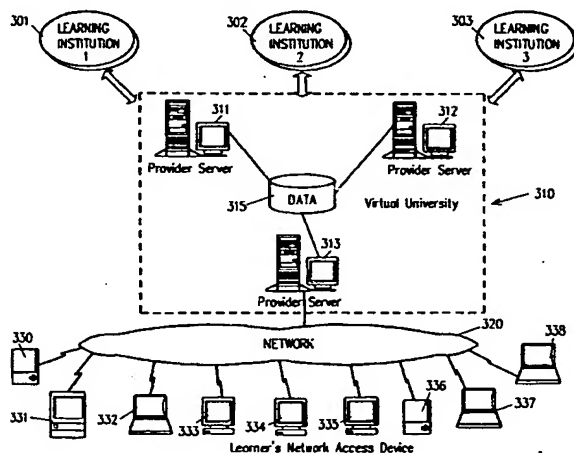 301
LEARNING
INSTITUTION
1
302
LEARNING
INSTITUTION
2
303
LEARNING
INSTITUTION
3
311
312
Provider Server
Provider Server
DATA
315
Virtual University
310
313
Provider Server
320
NETWORK
330
338
331
332
333
334
335
336
337
Learner's Network Access Device